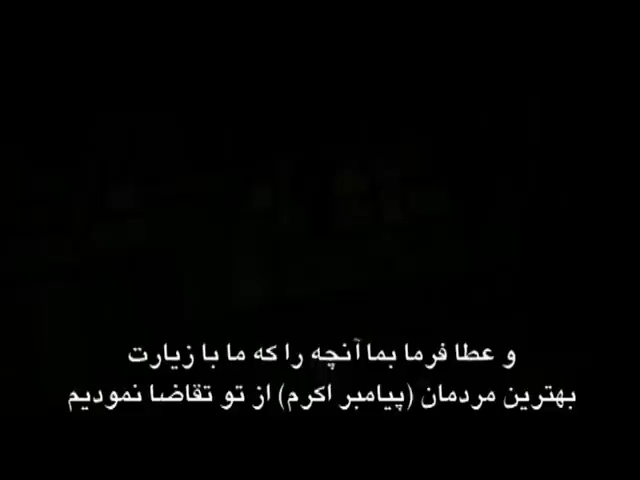 و عطا فرما بما آنچه را که ما با زیارت
بهترین مردمان (پیامبر اکرم) از تو تقاضا نمودیم